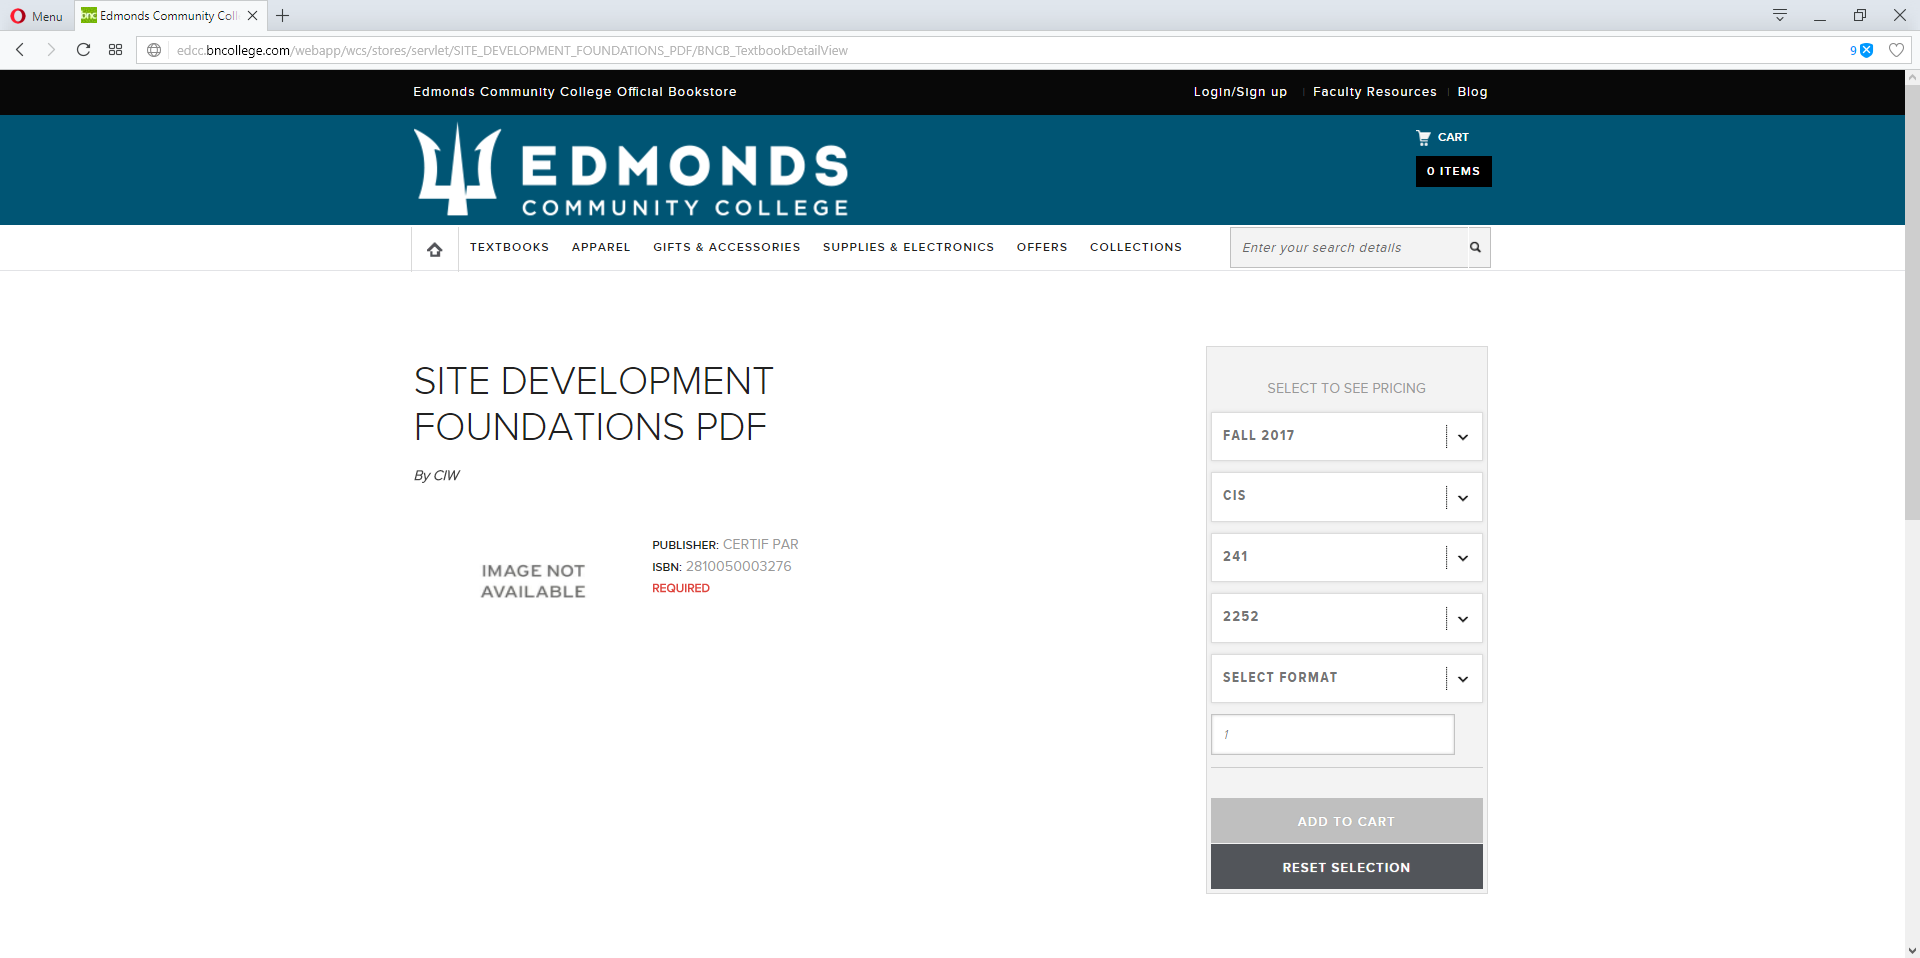 Menu
Edmonds Community Coll
edcc.bncollege.com/webapp/wcs/stores/servlet/SITE_DEVELOPMENT_FOUNDATIONS_PDF/BNCB_TextbookDetailView
9
Edmonds Community College Official Bookstore
Login/Sign up
Faculty Resources
Blog
EDMONDS
COMMUNITY COLLEGE
CART
0 ITEMS
TEXTBOOKS
APPAREL
GIFTS & ACCESSORIES
SUPPLIES & ELECTRONICS
OFFERS
COLLECTIONS
Enter your search details
SITE DEVELOPMENT
FOUNDATIONS PDF
By CIW
IMAGE NOT
AVAILABLE
PUBLISHER: CERTIF PAR
ISBN: 2810050003276
REQUIRED
SELECT TO SEE PRICING
FALL 2017
CIS
241
2252
SELECT FORMAT
1
ADD TO CART
RESET SELECTION